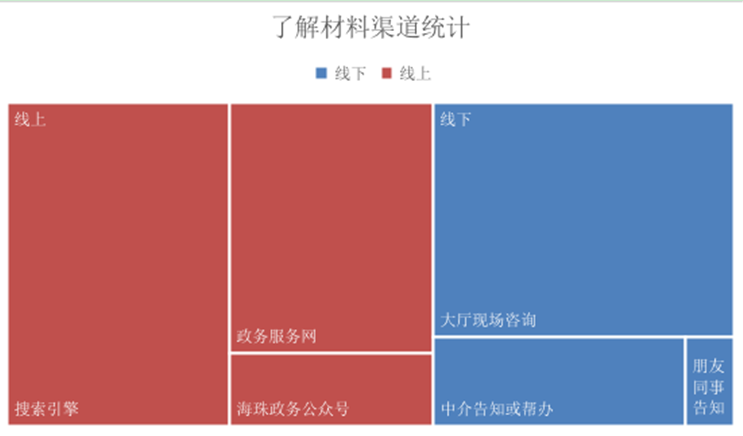 了解材料渠道统计
线下 线上
线上
搜索引擎
政务服务网
海珠政务公众号
线下
大厅现场咨询
中介告知或帮办
朋友
同事
告知